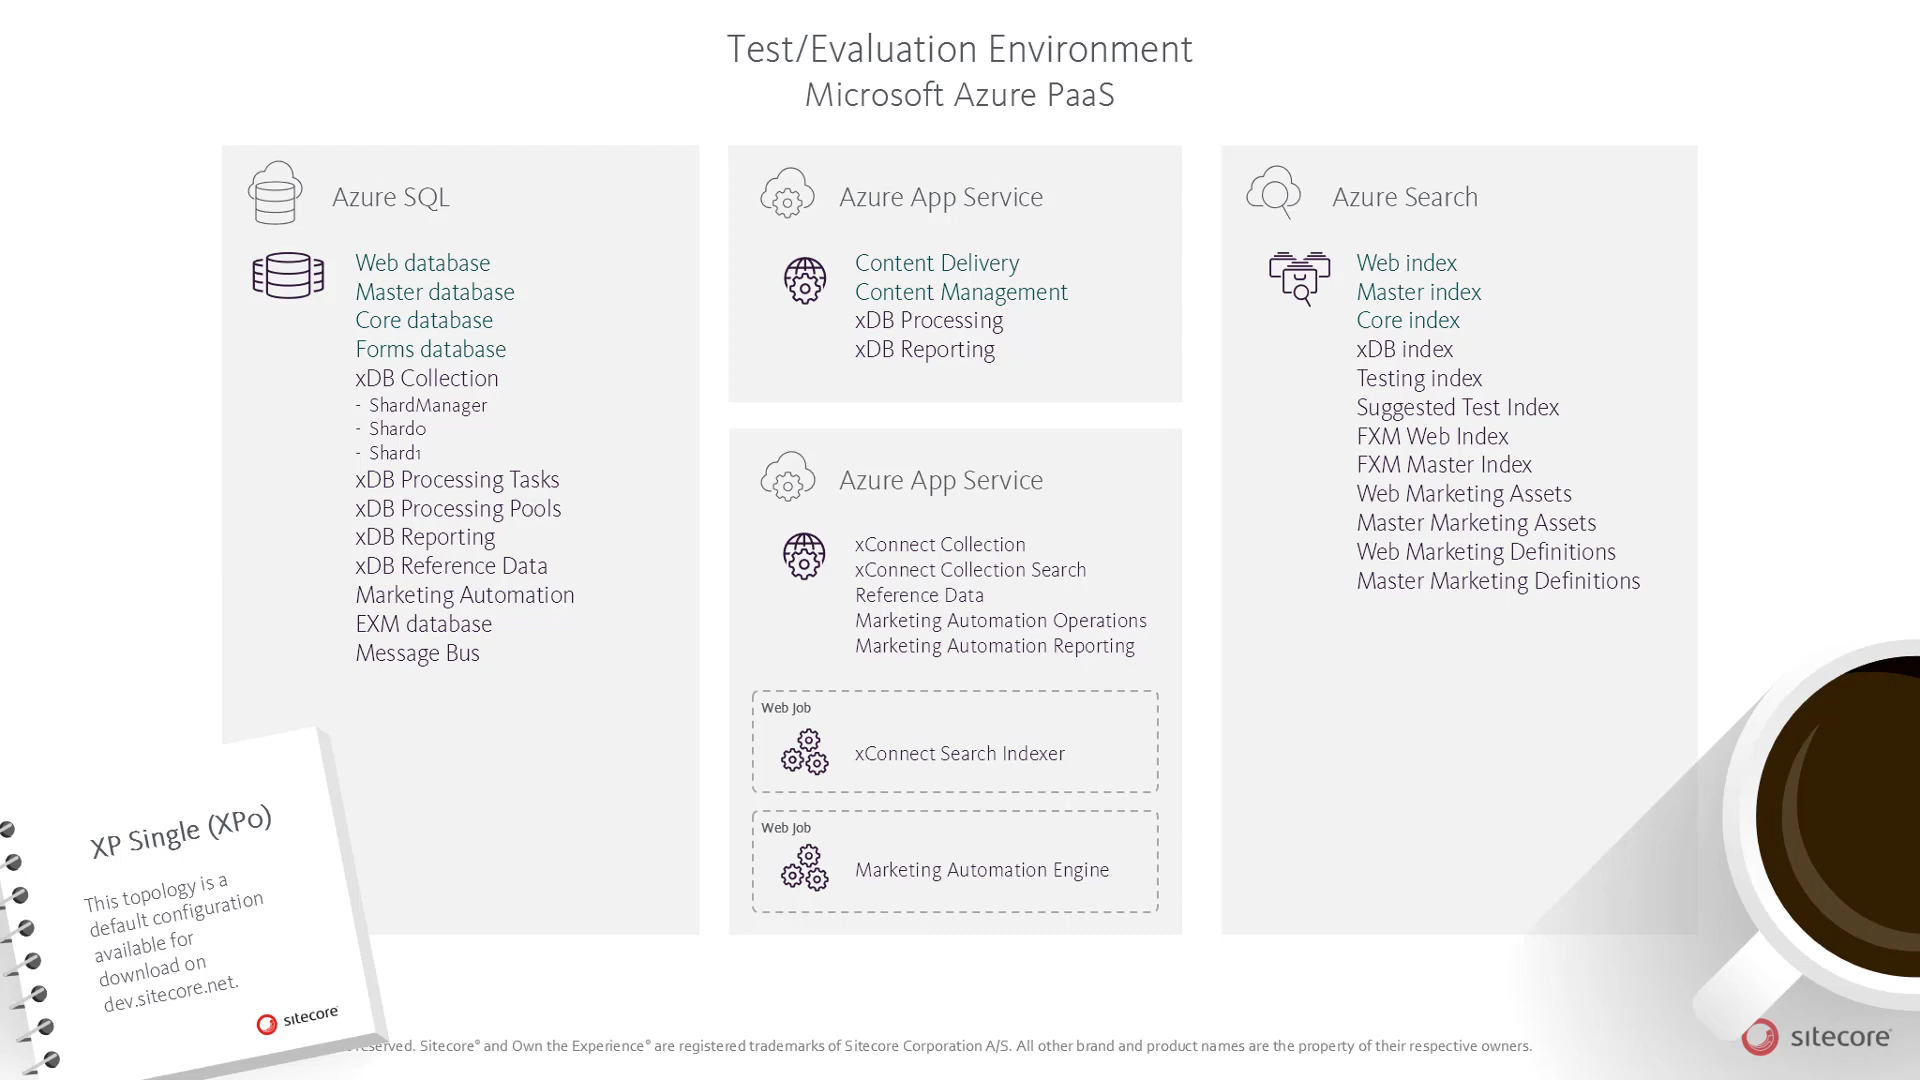 Test/Evaluation Environment
Microsoft Azure PaaS
Azure SQL
Web database
Master database
Core database
Forms database
xDB Collection
- ShardManager
- Shard0
- Shard1
xDB Processing Tasks
xDB Processing Pools
xDB Reporting
xDB Reference Data
Marketing Automation
EXM database
Message Bus
Azure App Service
Content Delivery
Content Management
xDB Processing
xDB Reporting
Azure App Service
xConnect Collection
xConnect Collection Search
Reference Data
Marketing Automation Operations
Marketing Automation Reporting
Web Job
xConnect Search Indexer
Web Job
Marketing Automation Engine
Azure Search
Web index
Master index
Core index
xDB index
Testing index
Suggested Test Index
FXM Web Index
FXM Master Index
Web Marketing Assets
Master Marketing Assets
Web Marketing Definitions
Master Marketing Definitions
XP Single (XP0)
This topology is a
default configuration
available for
download on
dev.sitecore.net.
sitecore
reserved. Sitecore® and Own the Experience® are registered trademarks of Sitecore Corporation A/S. All other brand and product names are the property of their respective owners.
sitecore